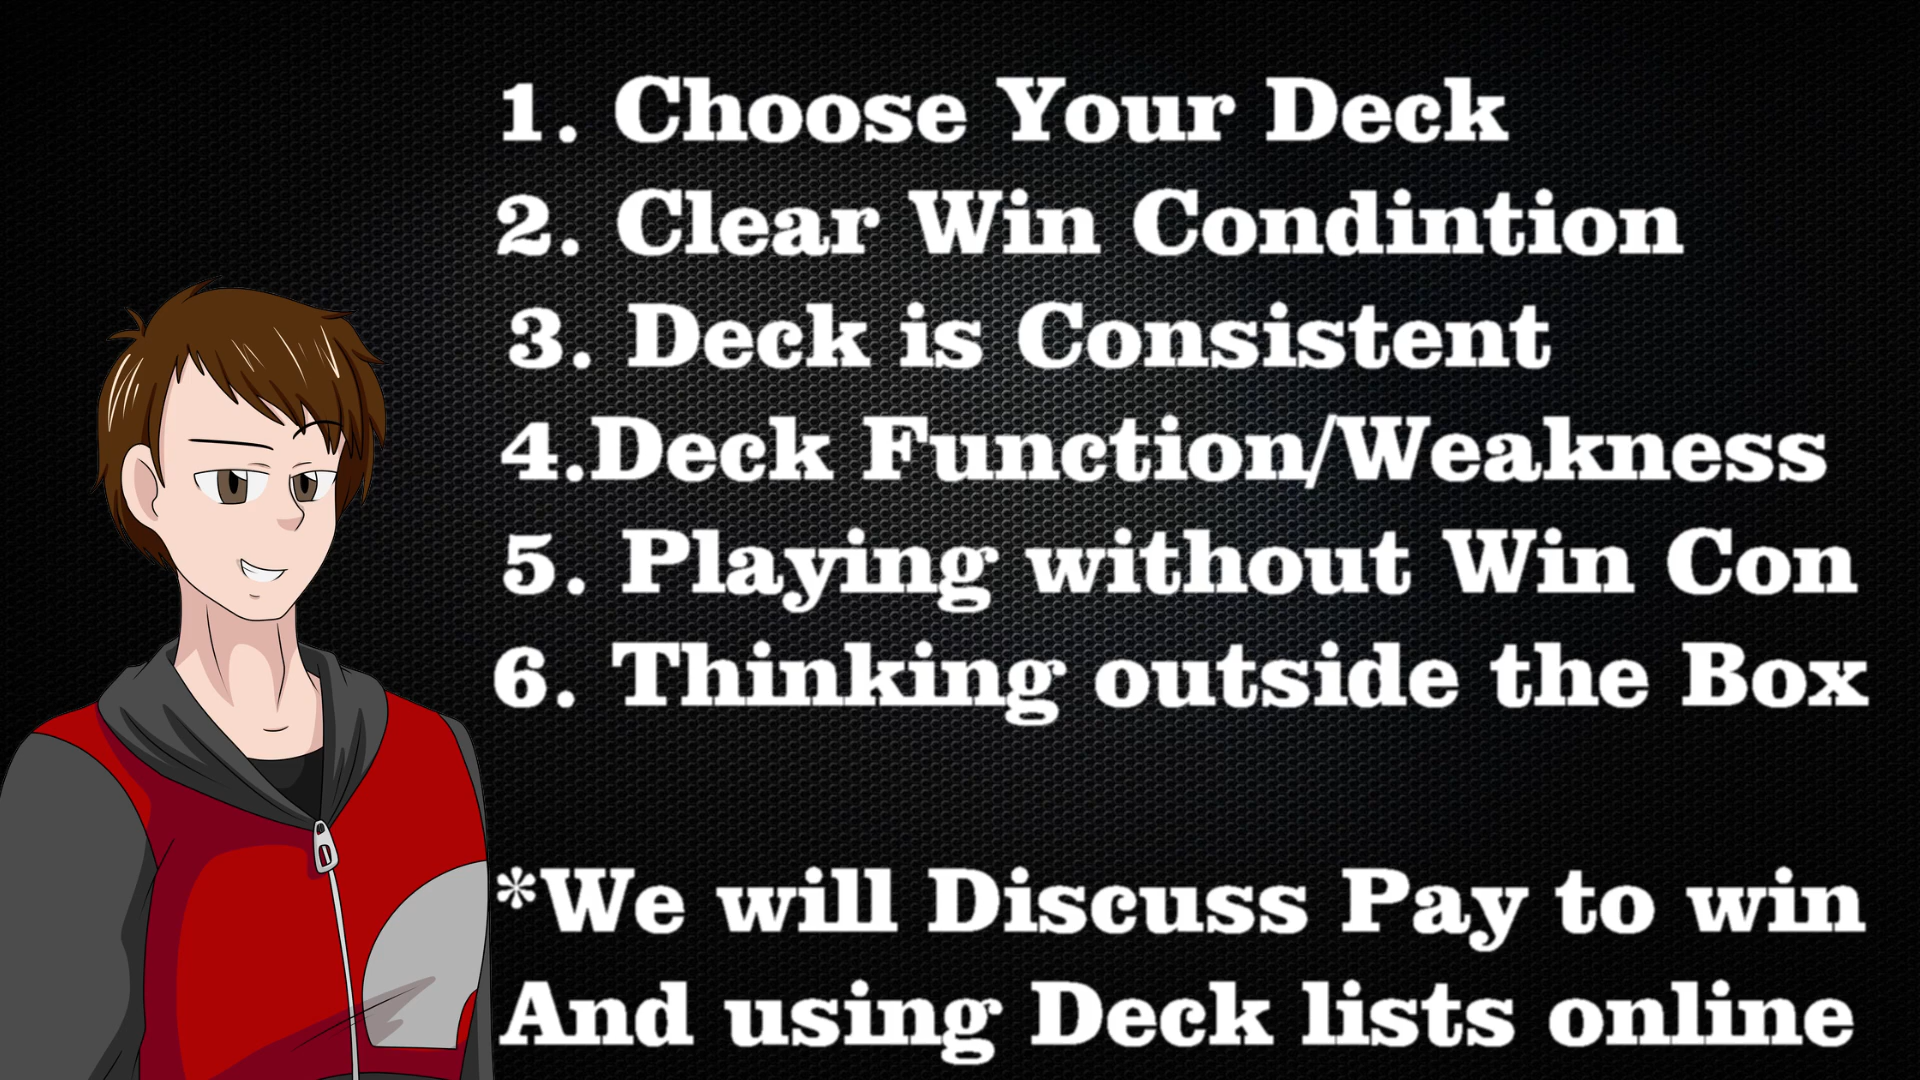 1. Choose Your Deck
2. Clear Win Condintion
3. Deck is Consistent
4.Deck Function/Weakness
5. Playing without Win Con
6. Thinking outside the Box
*We will Discuss Pay to win
And using Deck lists online